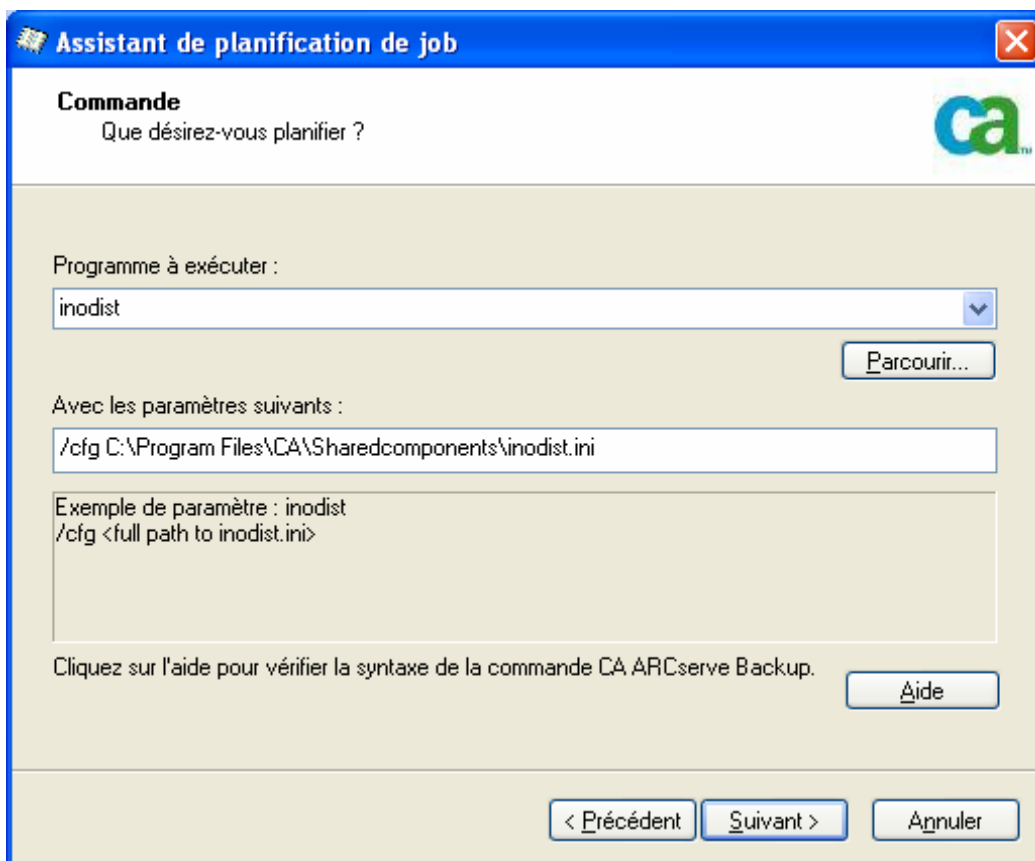 Assistant de planification de job
Commande
Que désirez-vous planifier ?
ca
TM
Programme à exécuter :
inodist
Parcourir...
Avec les paramètres suivants :
/cfg C:\Program Files\CA\Sharedcomponents\inodist.ini
Exemple de paramètre : inodist
/cfg <full path to inodist.ini>
Cliquez sur l'aide pour vérifier la syntaxe de la commande CA ARCserve Backup.
Aide
< Précédent
Suivant >
Annuler